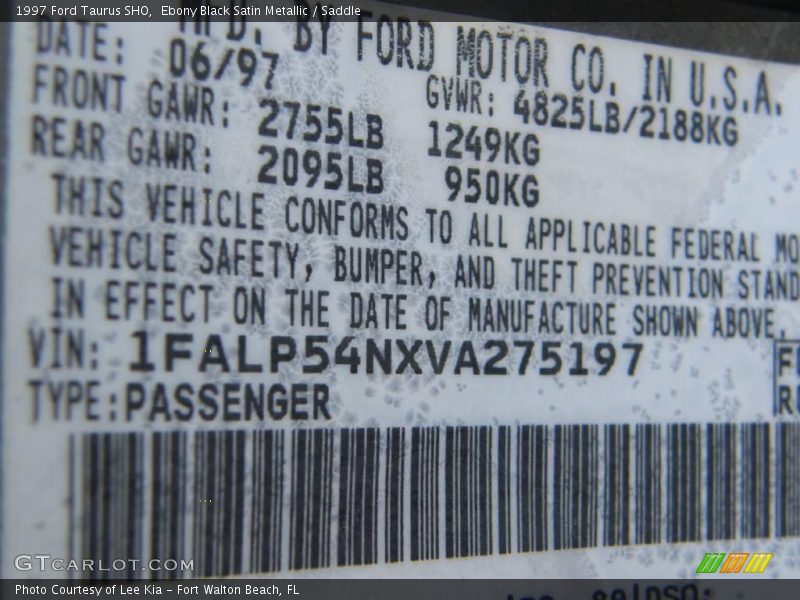 1997 Ford Taurus SHO, Ebony Black Satin Metallic / Saddle
MFD. BY FORD MOTOR CO. IN U.S.A.
DATE: 06/97 GVWR: 4825LB/2188KG
FRONT GAWR: 2755LB 1249KG
REAR GAWR: 2095LB 950KG
THIS VEHICLE CONFORMS TO ALL APPLICABLE FEDERAL MO
VEHICLE SAFETY, BUMPER, AND THEFT PREVENTION STAND
IN EFFECT ON THE DATE OF MANUFACTURE SHOWN ABOVE.
VIN: 1FALP54NXVA275197
TYPE: PASSENGER
GTCARLOT.COM
Photo Courtesy of Lee Kia – Fort Walton Beach, FL